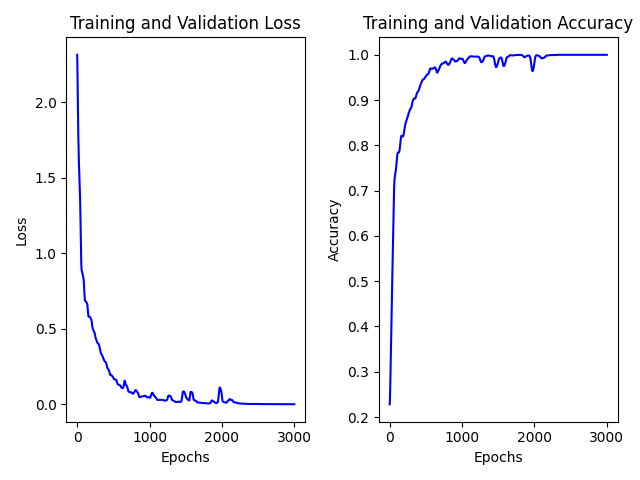 Training and Validation Loss
Loss
2.0
1.5
1.0
0.5
0.0
0 1000 2000 3000
Epochs
Training and Validation Accuracy
Accuracy
1.0
0.9
0.8
0.7
0.6
0.5
0.4
0.3
0.2
0 1000 2000 3000
Epochs